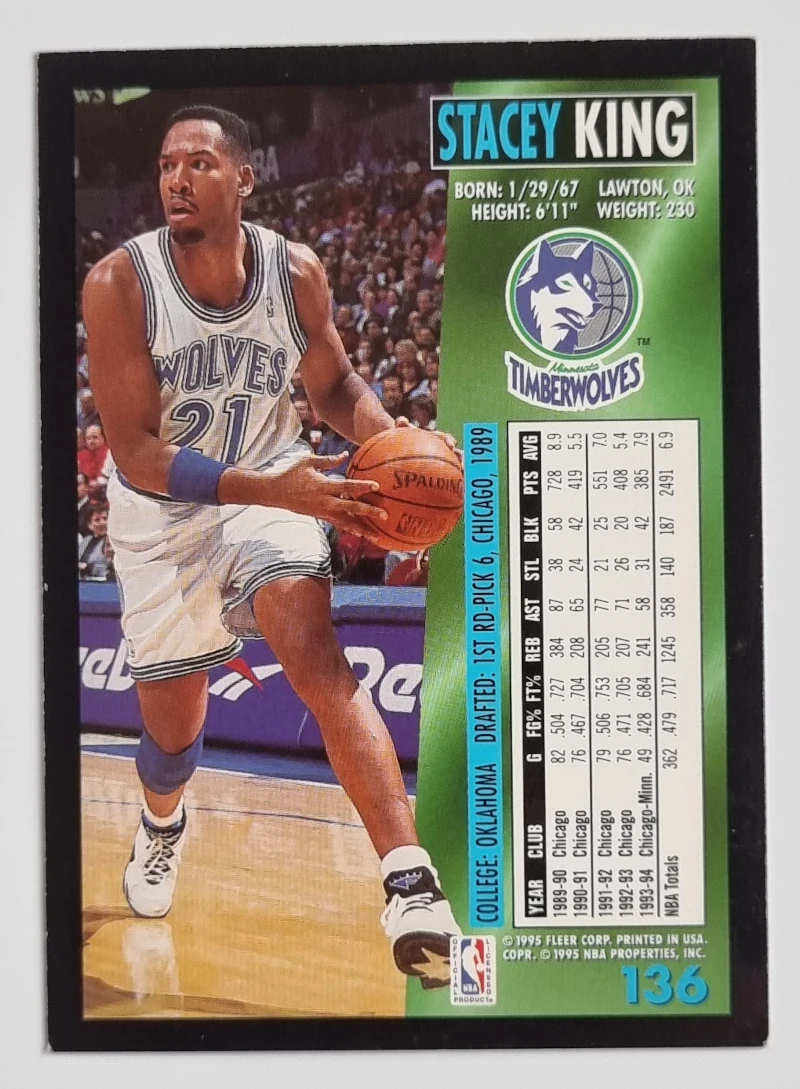 STACEY KING
BORN: 1/29/67 LAWTON, OK
HEIGHT: 6'11" WEIGHT: 230
Minnesota
TIMBERWOLVES
TM
WOLVES
21
SPALDING
COLLEGE: OKLAHOMA DRAFTED: 1ST RD-PICK 6, CHICAGO, 1989
YEAR CLUB G FG% FT% REB AST STL BLK PTS AVG
1989-90 Chicago 82 .504 .727 384 87 38 58 728 8.9
1990-91 Chicago 76 .467 .704 208 65 24 42 419 5.5
1991-92 Chicago 79 .506 .753 205 77 21 25 551 7.0
1992-93 Chicago 76 .471 .705 207 71 26 20 408 5.4
1993-94 Chicago-Minn. 49 .428 .684 241 58 31 42 385 7.9
NBA Totals 362 .479 .717 1245 358 140 187 2491 6.9
OFFICIAL LICENSED
NBA
PRODUCT
© 1995 FLEER CORP. PRINTED IN USA.
COPR. © 1995 NBA PROPERTIES, INC.
136